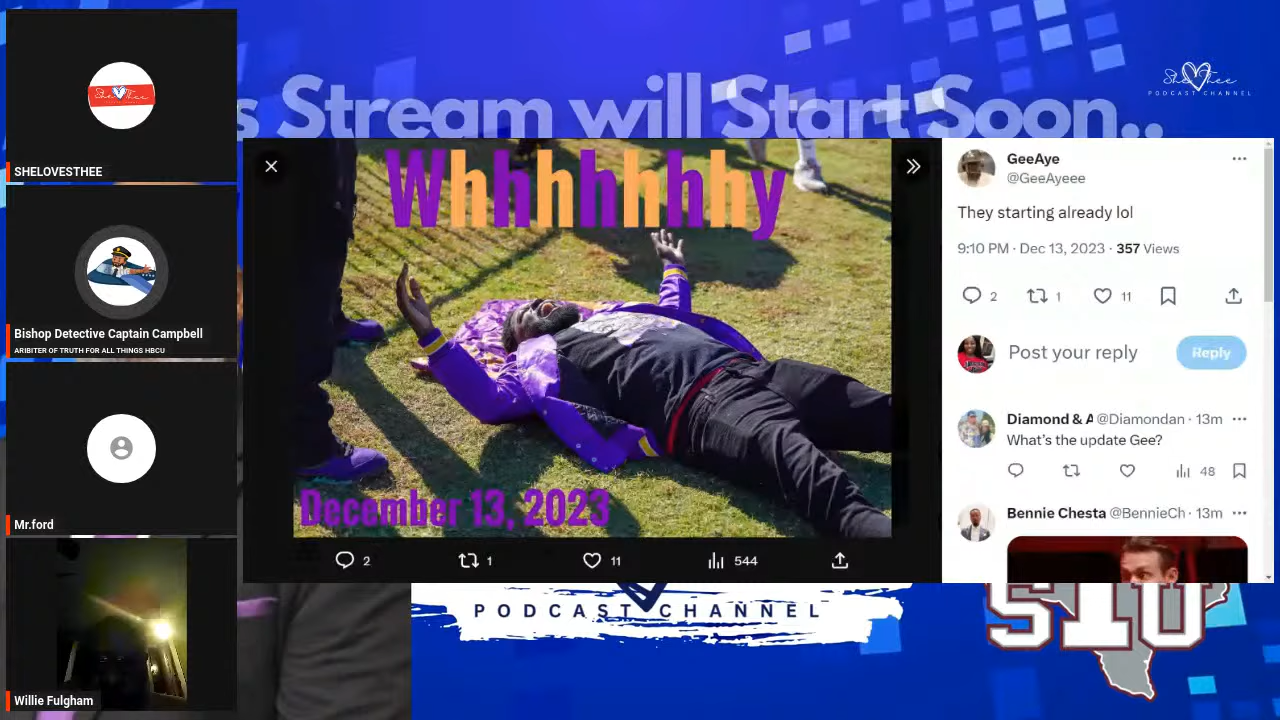 SHELOVESTHEE
Bishop Detective Captain Campbell
ARIBITER OF TRUTH FOR ALL THINGS HBCU
Mr.ford
Willie Fulgham
s Stream will Start Soon..
SheLovesThee
PODCAST CHANNEL
Whhhhhhy
December 13, 2023
2
1
11
544
GeeAye
@GeeAyeee
They starting already lol
9:10 PM · Dec 13, 2023 · 357 Views
2
1
11
Post your reply
Reply
Diamond & A @Diamondan · 13m
What's the update Gee?
48
Bennie Chesta @BennieCh · 13m
PODCAST CHANNEL